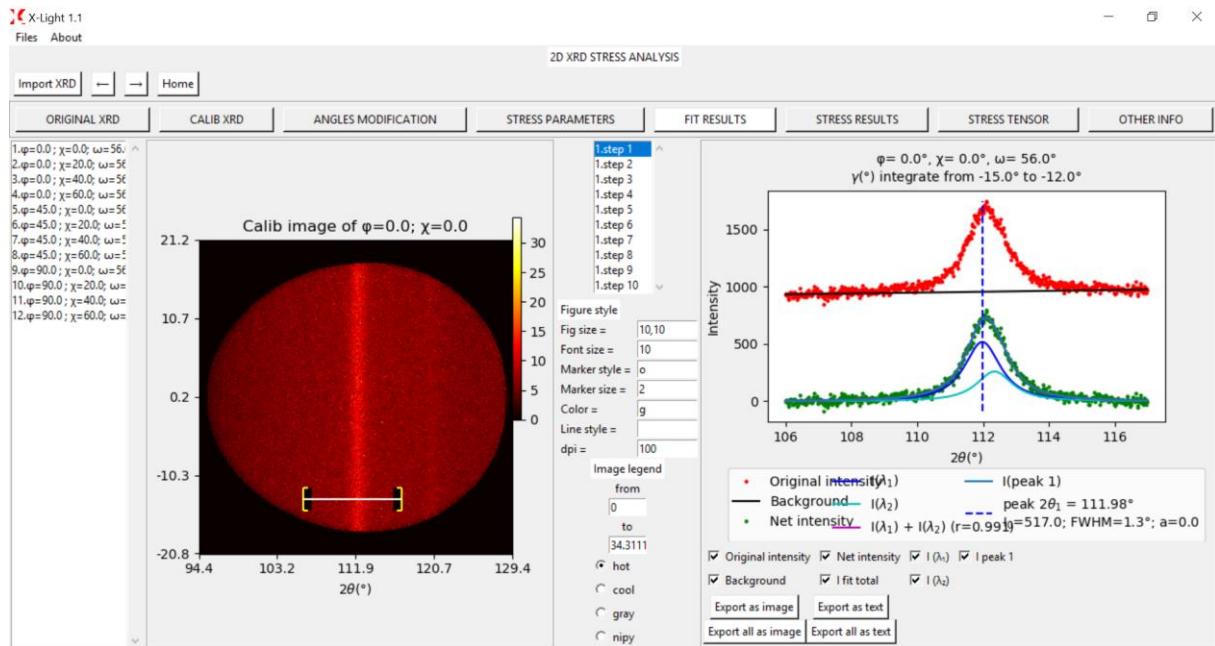 X-Light 1.1
Files About
2D XRD STRESS ANALYSIS
Import XRD ← → Home
ORIGINAL XRD CALIB XRD ANGLES MODIFICATION STRESS PARAMETERS FIT RESULTS STRESS RESULTS STRESS TENSOR OTHER INFO
1.φ=0.0; χ=0.0; ω=56.
2.φ=0.0; χ=20.0; ω=56
3.φ=0.0; χ=40.0; ω=56
4.φ=0.0; χ=60.0; ω=56
5.φ=45.0 ; χ=0.0; ω=56
6.φ=45.0 ; χ=20.0; ω=5
7.φ=45.0 ; χ=40.0; ω=5
8.φ=45.0 ; χ=60.0; ω=5
9.φ=90.0 ; χ=0.0; ω=56
10.φ=90.0 ; χ=20.0; ω=
11.φ=90.0 ; χ=40.0; ω=
12.φ=90.0 ; χ=60.0; ω=
Calib image of φ=0.0; χ=0.0
21.2
10.7
0.2
-10.3
-20.8
94.4 103.2 111.9 120.7 129.4
2θ(°)
30
25
20
15
10
5
0
1.step 1
1.step 2
1.step 3
1.step 4
1.step 5
1.step 6
1.step 7
1.step 8
1.step 9
1.step 10
Figure style
Fig size = 10,10
Font size = 10
Marker style = o
Marker size = 2
Color = g
Line style =
dpi = 100
Image legend
from
0
to
34.3111
hot
cool
gray
nipy
φ= 0.0°, χ= 0.0°, ω= 56.0°
γ(°) integrate from -15.0° to -12.0°
Intensity
1500
1000
500
0
106 108 110 112 114 116
2θ(°)
Original intensity I(λ₁) I(peak 1)
Background I(λ₂) peak 2θ₁ = 111.98°
Net intensity I(λ₁) + I(λ₂) (r=0.991) I₀=517.0; FWHM=1.3°; a=0.0
Original intensity Net intensity I (λ₁) I peak 1
Background I fit total I (λ₂)
Export as image Export as text
Export all as image Export all as text